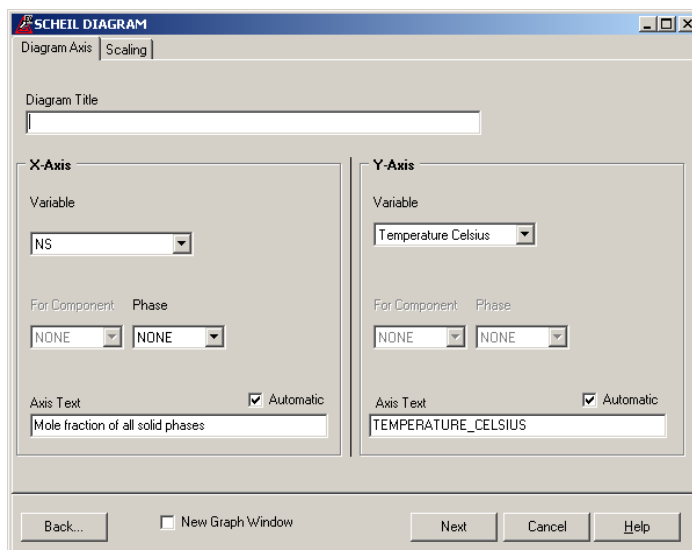 SCHEIL DIAGRAM
Diagram Axis Scaling
Diagram Title
X-Axis
Variable
NS
For Component Phase
NONE NONE
Axis Text Automatic
Mole fraction of all solid phases
Y-Axis
Variable
Temperature Celsius
For Component Phase
NONE NONE
Axis Text Automatic
TEMPERATURE_CELSIUS
Back... New Graph Window Next Cancel Help